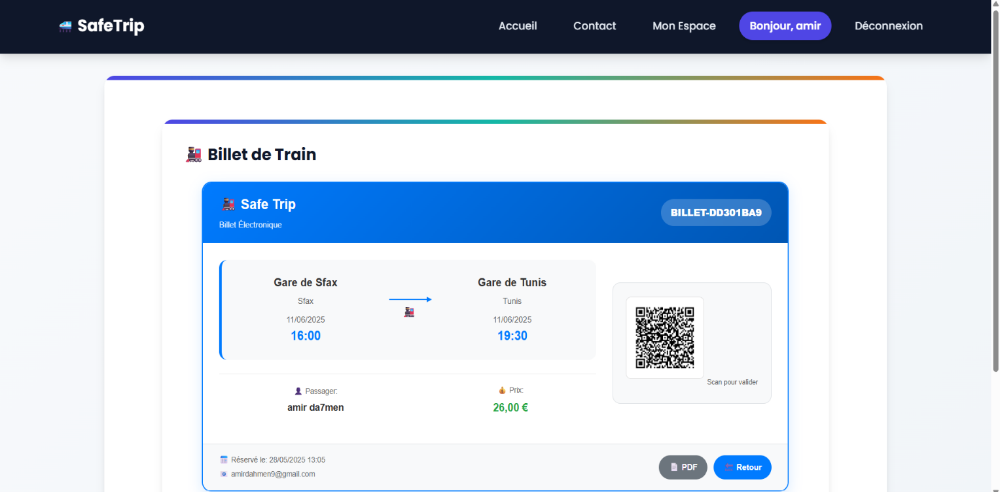 SafeTrip
Accueil
Contact
Mon Espace
Bonjour, amir
Déconnexion
Billet de Train
Safe Trip
Billet Électronique
BILLET-DD301BA9
Gare de Sfax
Sfax
11/06/2025
16:00
Gare de Tunis
Tunis
11/06/2025
19:30
Scan pour valider
Passager:
amir da7men
Prix:
26,00 €
Réservé le: 28/05/2025 13:05
amirdahmen9@gmail.com
PDF
Retour